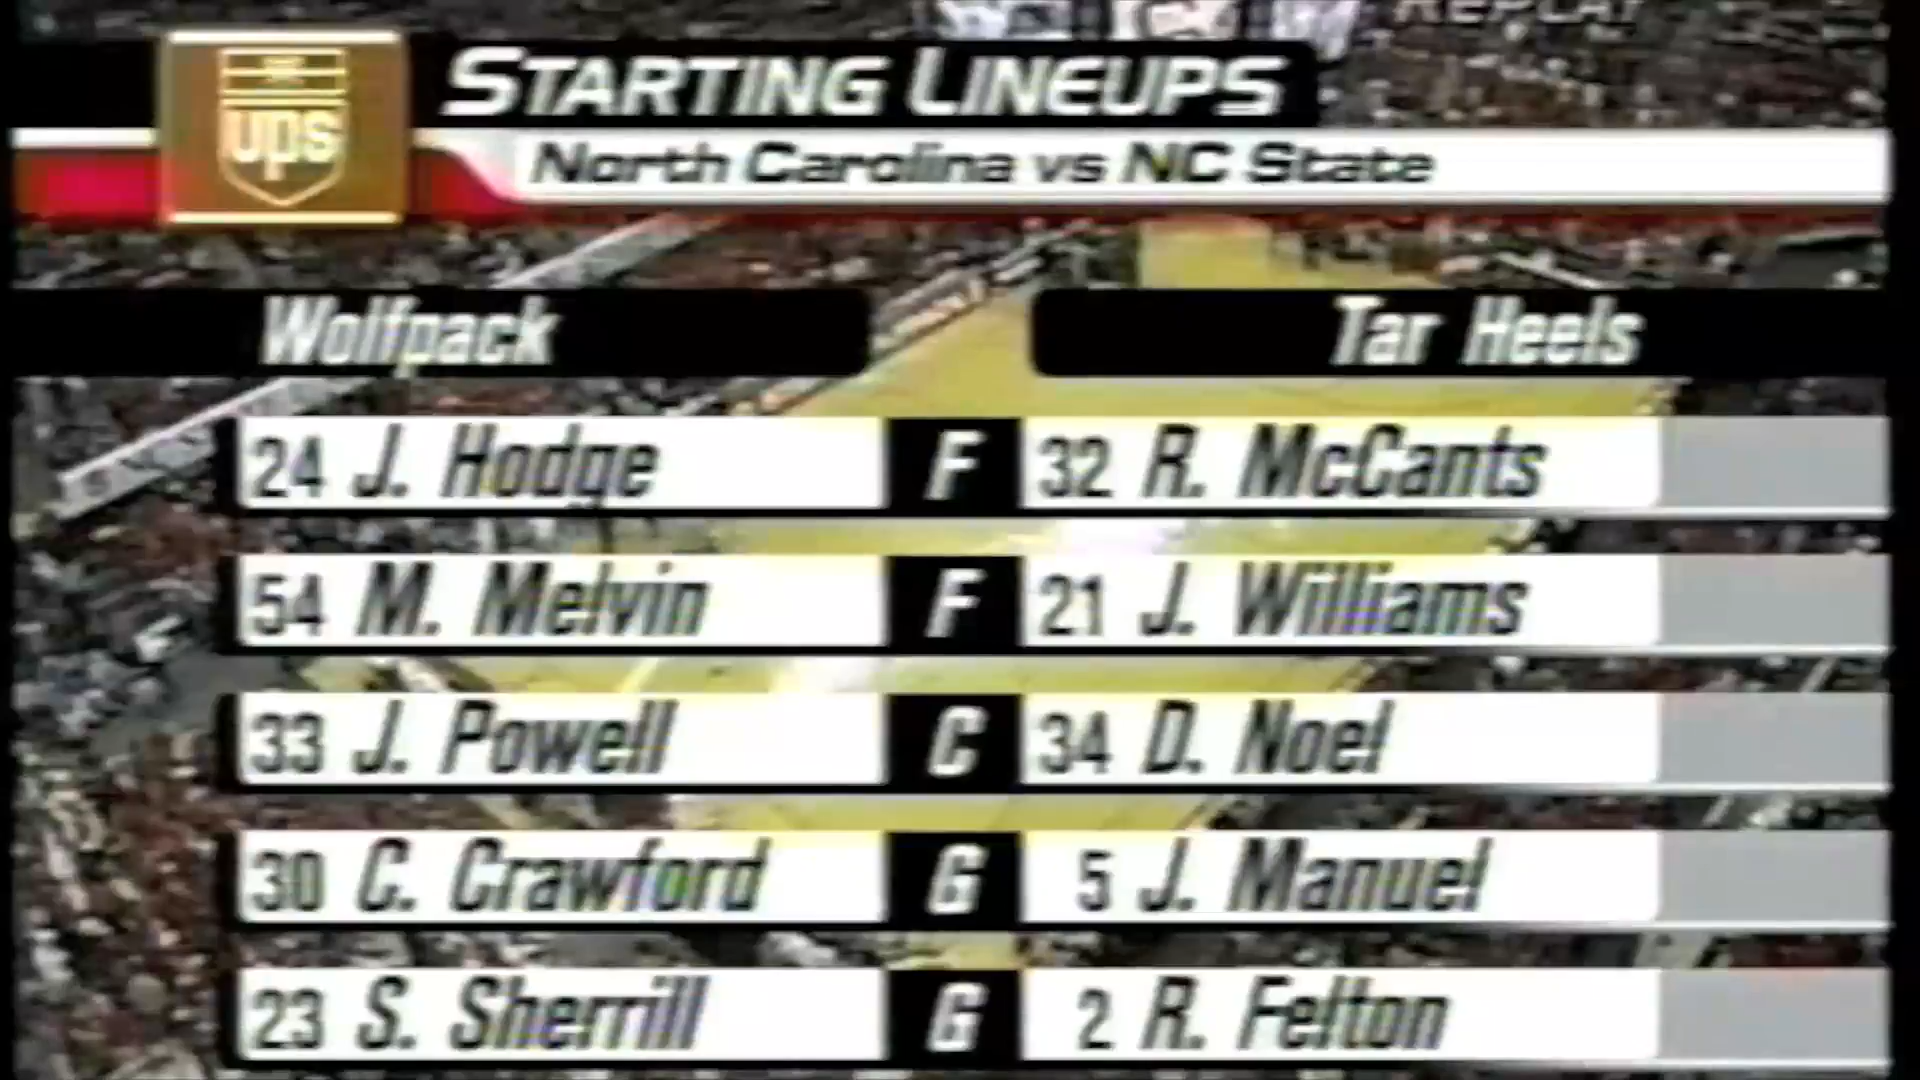 REPLAY
STARTING LINEUPS
ups
North Carolina vs NC State
Wolfpack Tar Heels
24 J. Hodge F 32 R. McCants
54 M. Melvin F 21 J. Williams
33 J. Powell C 34 D. Noel
30 C. Crawford G 5 J. Manuel
23 S. Sherrill G 2 R. Felton